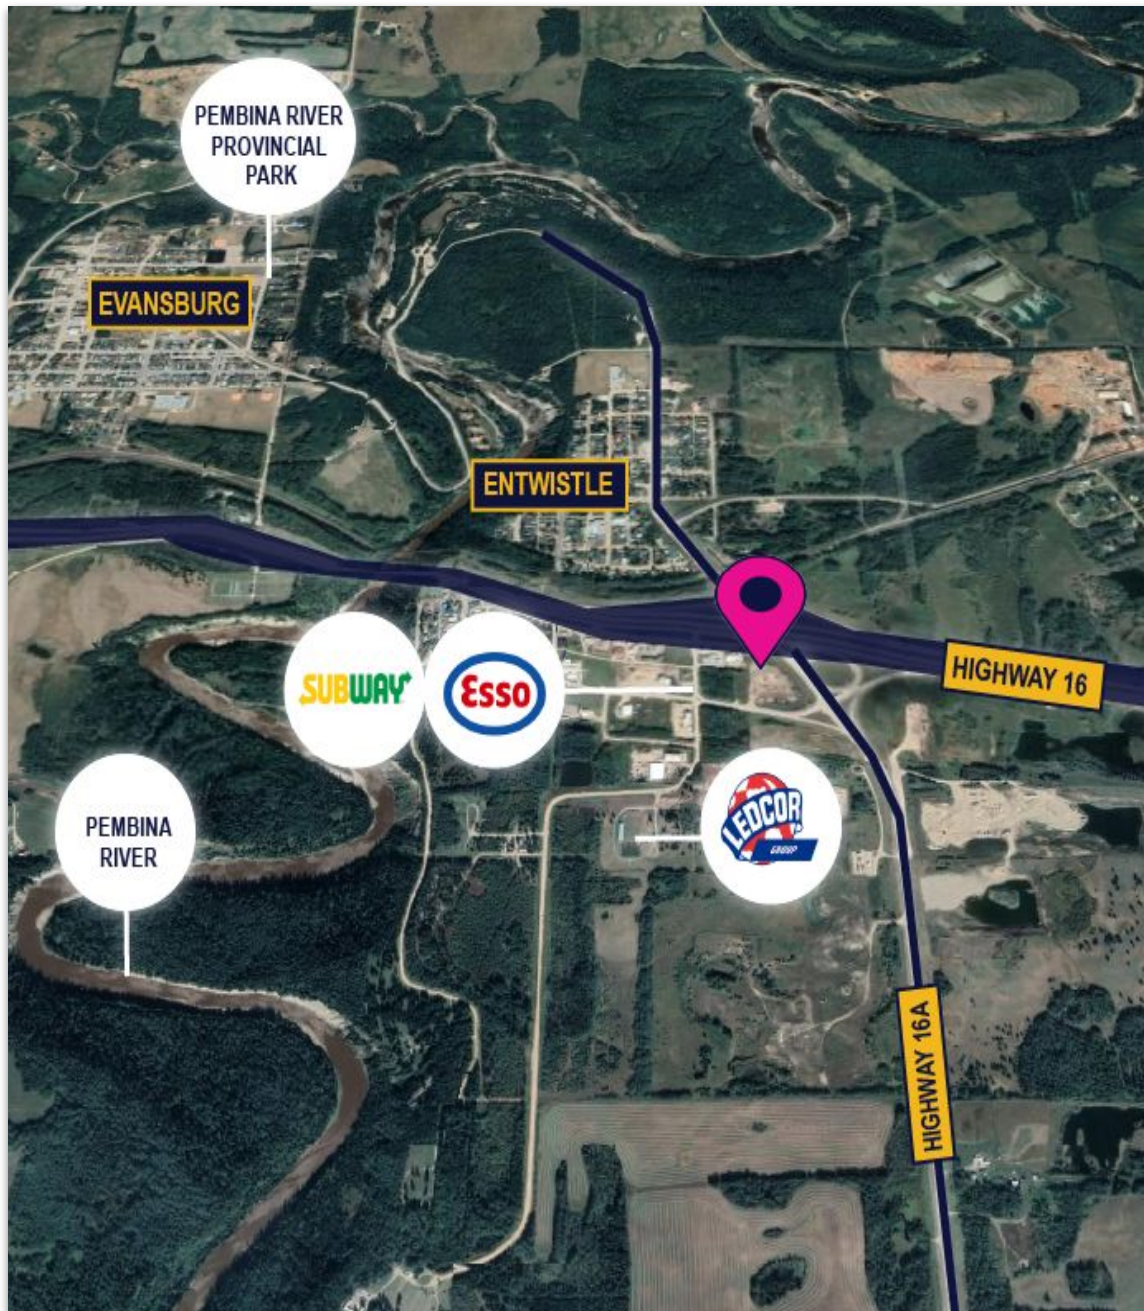 PEMBINA RIVER
PROVINCIAL
PARK
EVANSBURG
ENTWISTLE
HIGHWAY 16
SUBWAY
Esso
LEDCOR
GROUP
PEMBINA
RIVER
HIGHWAY 16A